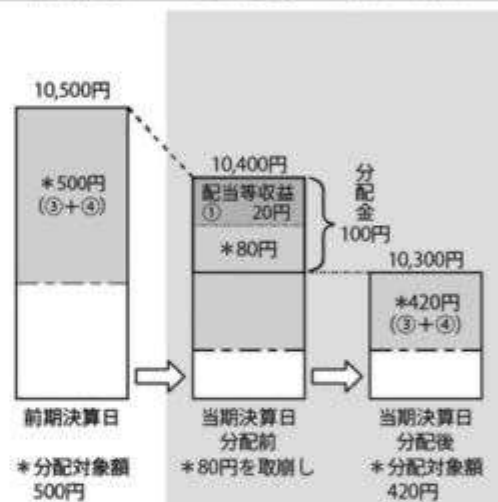 10,500円
*500円
(③+④)
10,400円
配当等収益
① 20円
*80円
分配金
100円
10,300円
*420円
(③+④)
前期決算日
*分配対象額
500円
当期決算日
分配前
*80円を取崩し
当期決算日
分配後
*分配対象額
420円